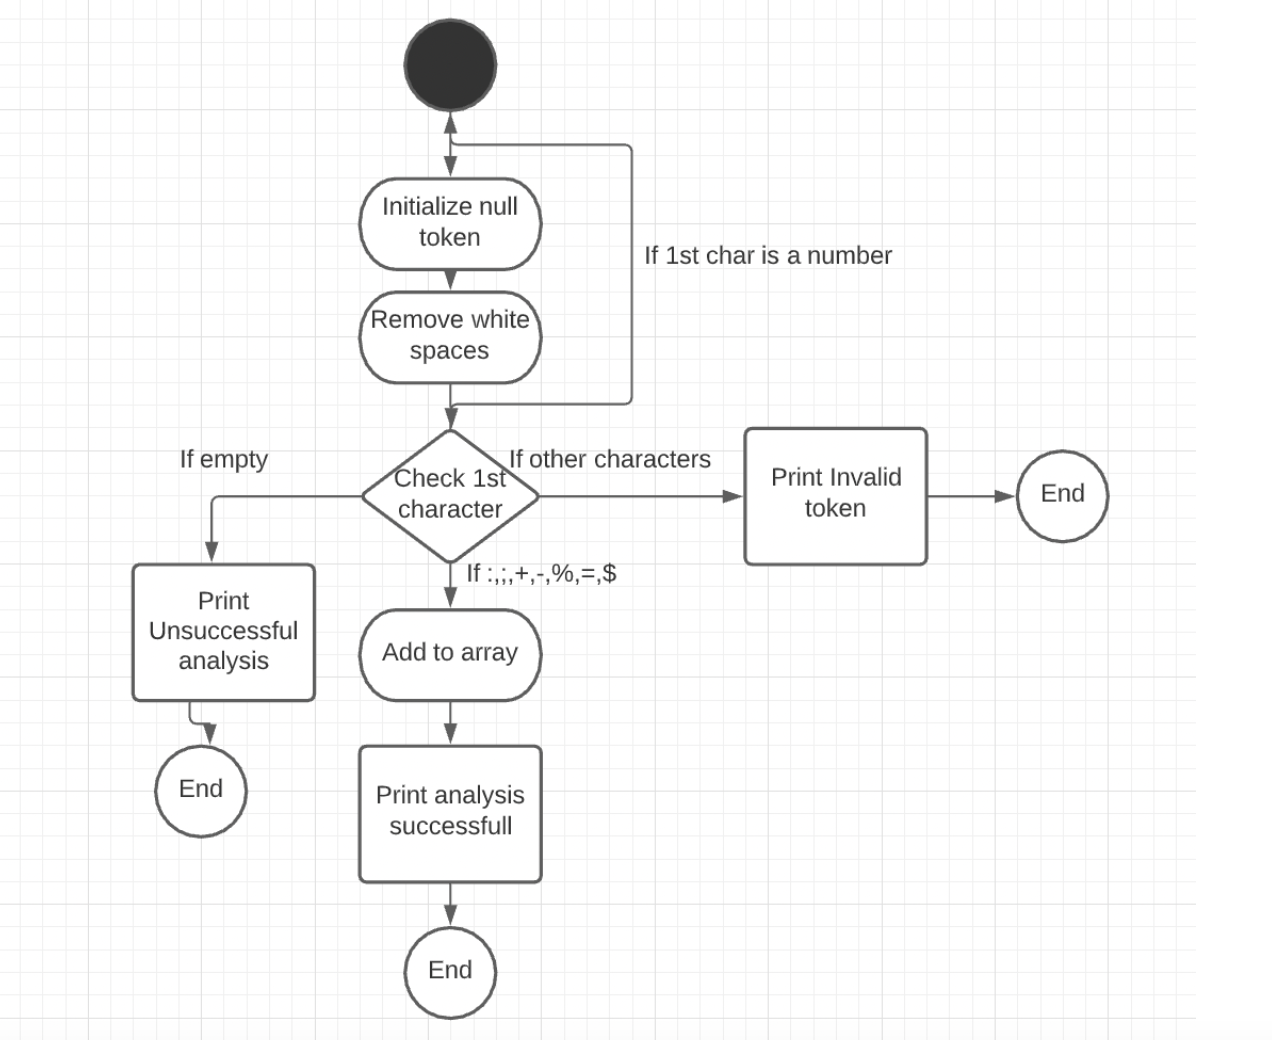 Initialize null
token
If 1st char is a number
Remove white
spaces
If empty
Check 1st
character
If other characters
Print Invalid
token
End
If :,;,+,-,%,=,$
Print
Unsuccessful
analysis
Add to array
End
Print analysis
successfull
End